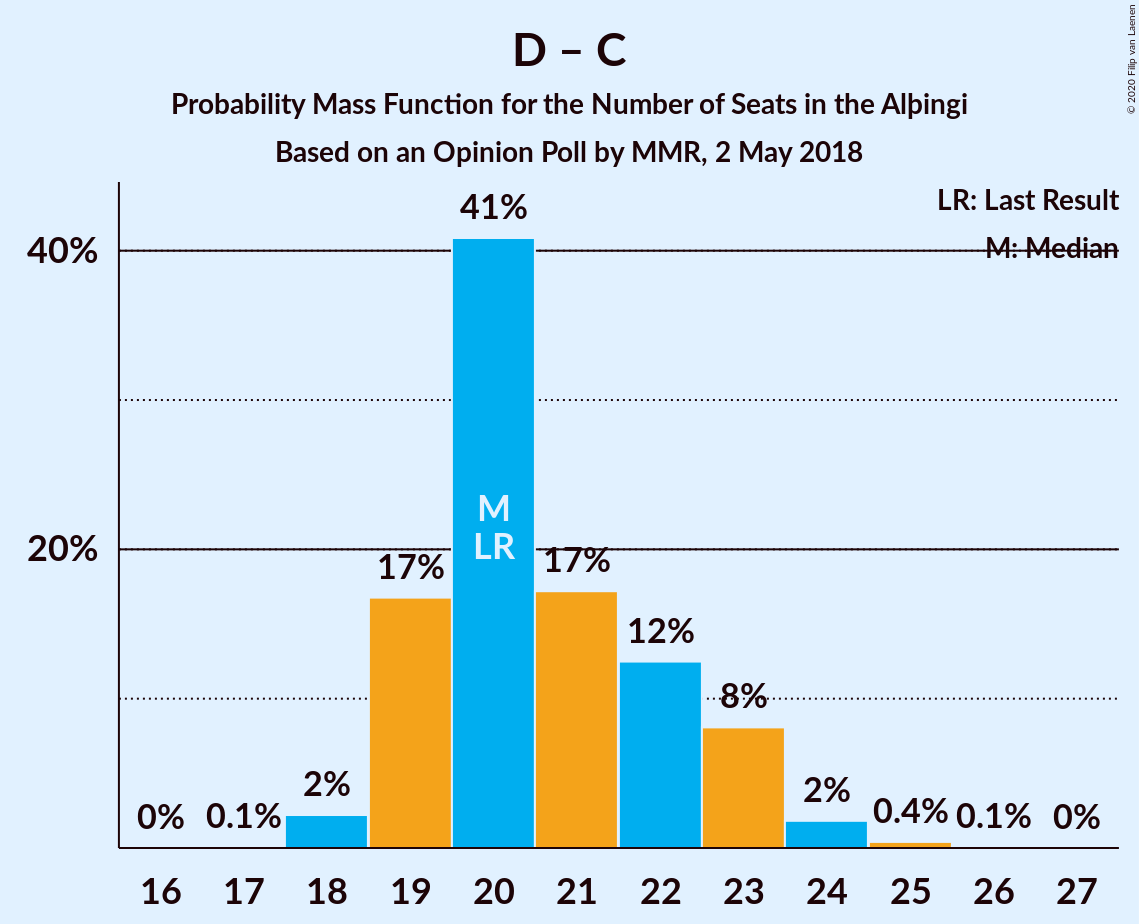 D – C
Probability Mass Function for the Number of Seats in the Alþingi
Based on an Opinion Poll by MMR, 2 May 2018
© 2020 Filip van Laenen
LR: Last Result
M: Median
40%
20%
0%
0.1%
2%
17%
41%
M
LR
17%
12%
8%
2%
0.4%
0.1%
0%
16 17 18 19 20 21 22 23 24 25 26 27